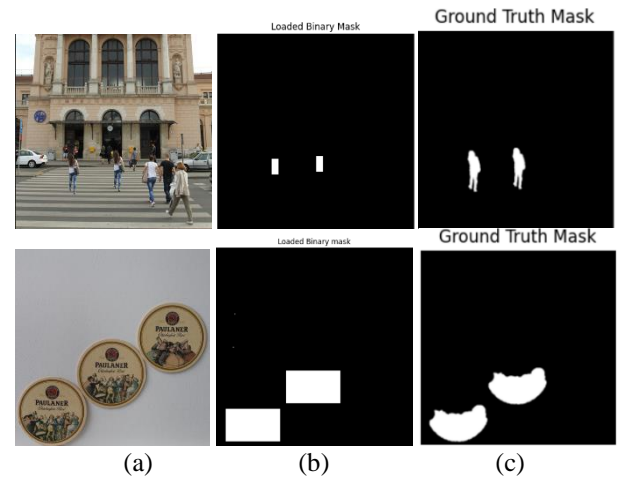 Loaded Binary Mask
Ground Truth Mask
Loaded Binary mask
Ground Truth Mask
PAULANER
PAULANER
PAULANER
(a)
(b)
(c)